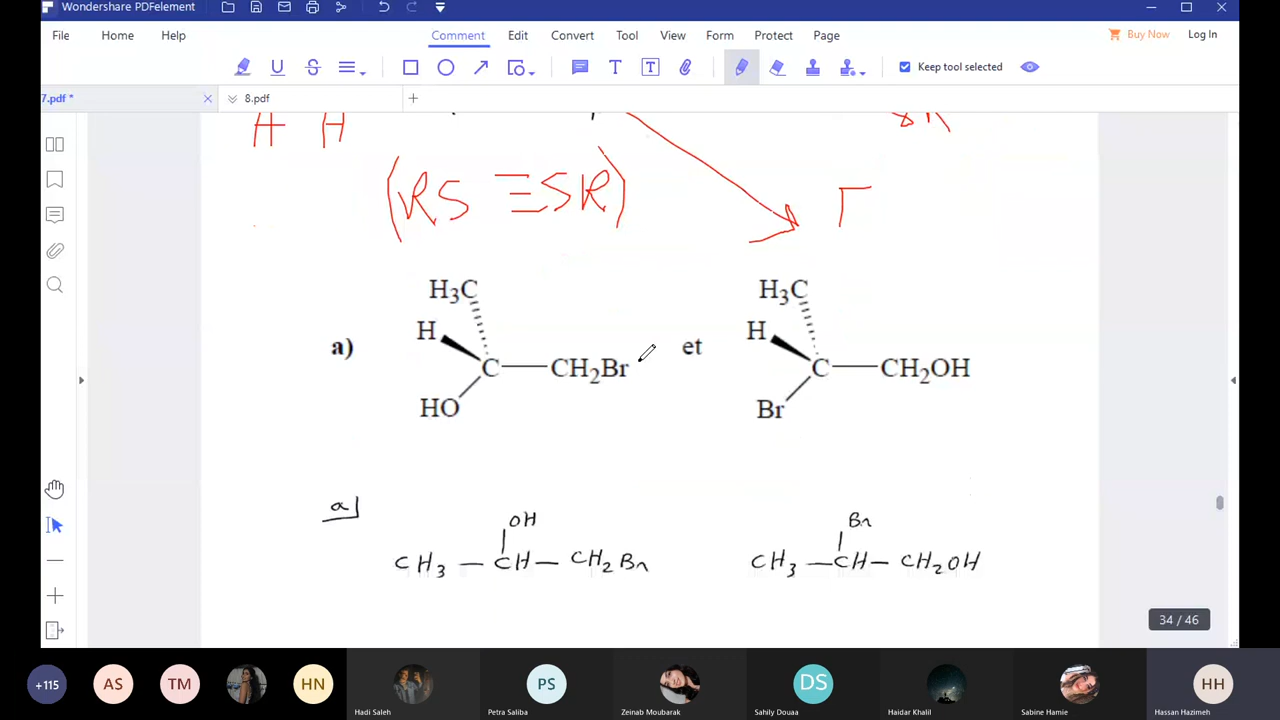 Wondershare PDFelement
File Home Help Comment Edit Convert Tool View Form Protect Page Buy Now Log In
Keep tool selected
7.pdf * 8.pdf
H H
(RS ≡ SR)
a)
H₃C
H
C — CH₂Br
HO
et
H₃C
H
C — CH₂OH
Br
a)
OH
CH₃ — CH — CH₂ Br
Br
CH₃ — CH — CH₂OH
34 / 46
+115 AS TM HN PS DS HH
Hadi Saleh Petra Saliba Zeinab Moubarak Sahily Douaa Haidar Khalil Sabine Hamie Hassan Hazimeh